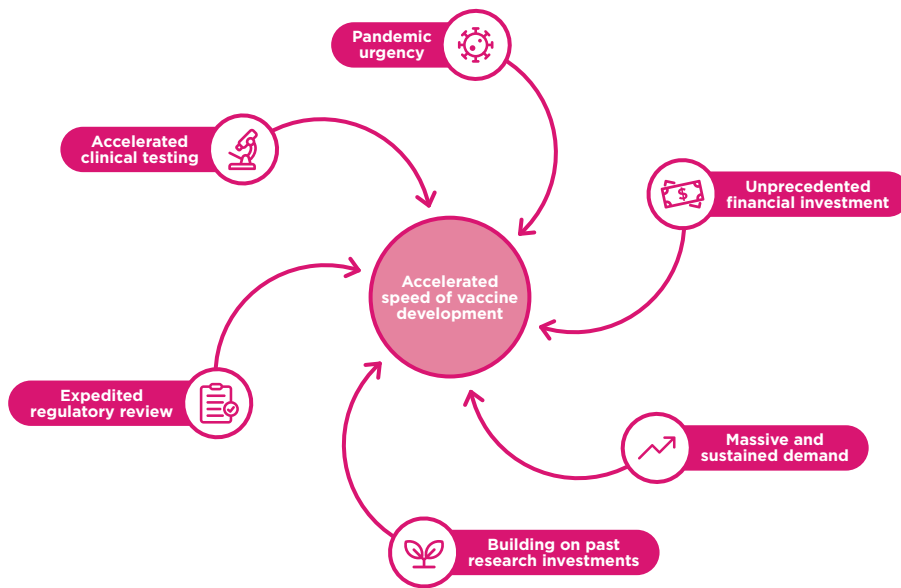 Pandemic
urgency
Accelerated
clinical testing
Unprecedented
financial investment
$
Accelerated
speed of vaccine
development
Expedited
regulatory review
Massive and
sustained demand
Building on past
research investments